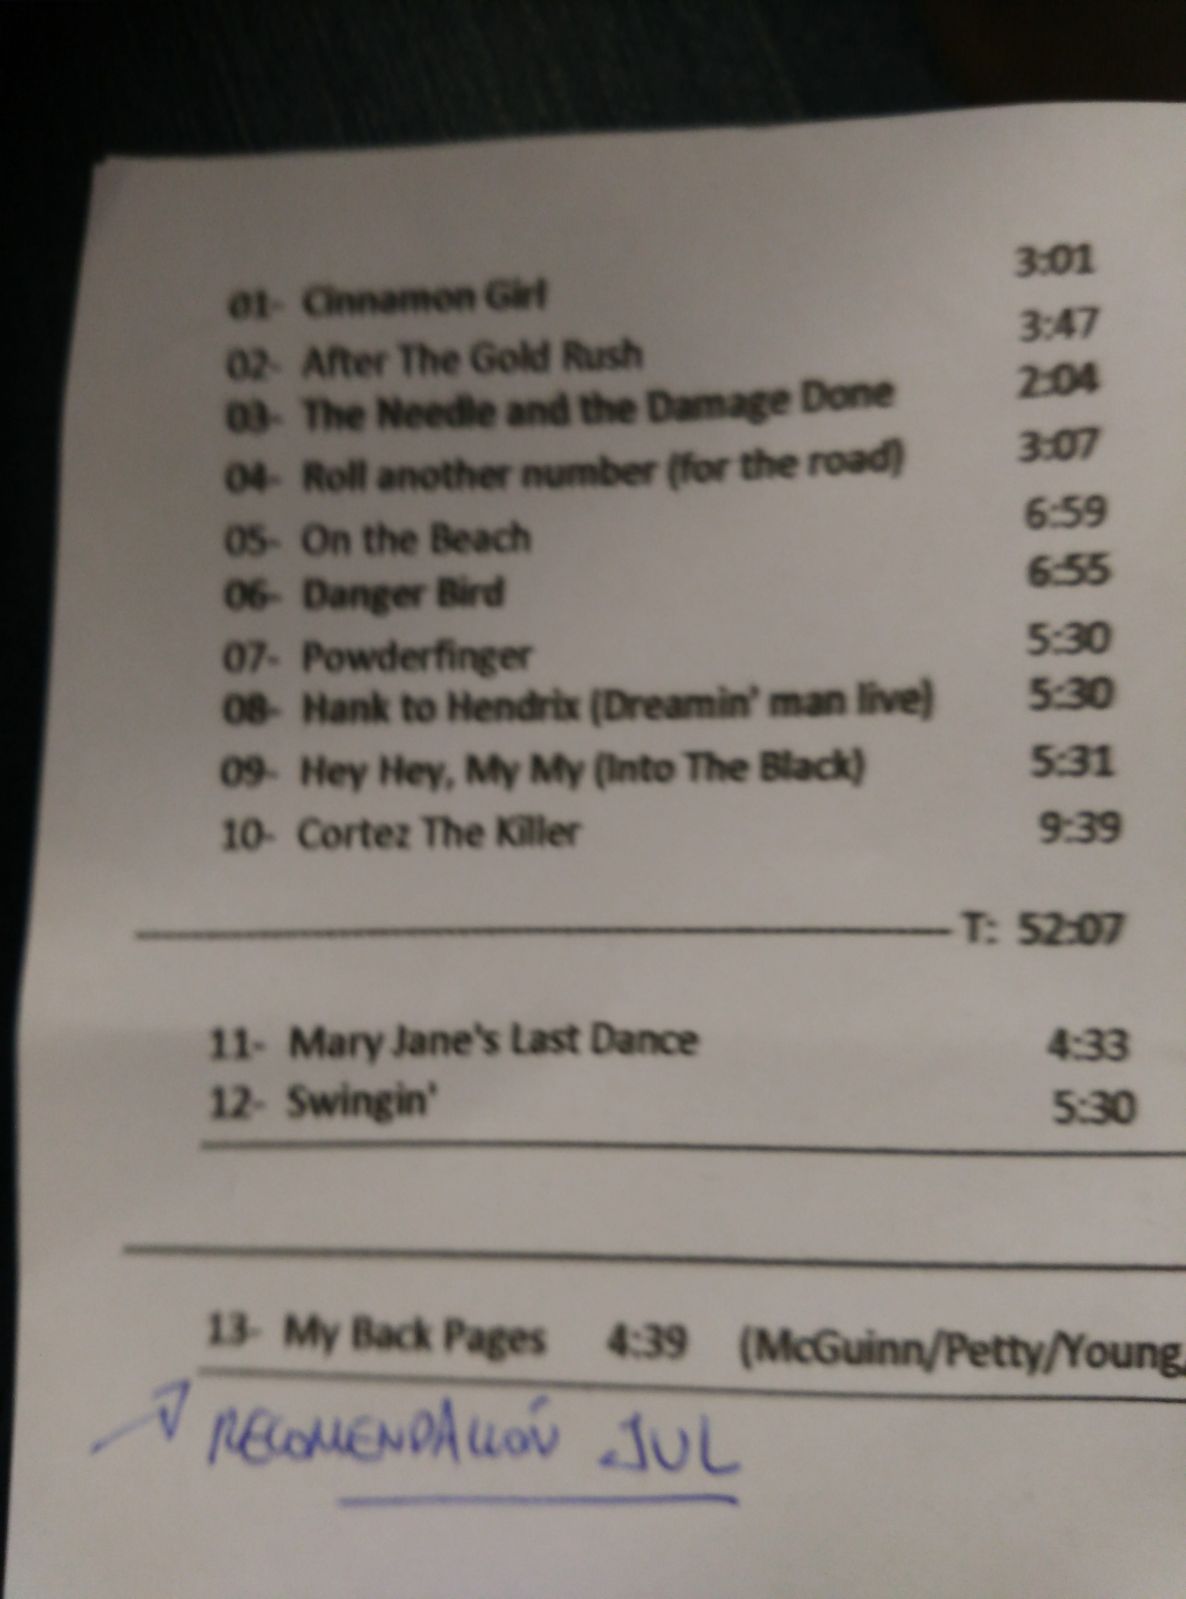 01- Cinnamon Girl 3:01
02- After The Gold Rush 3:47
03- The Needle and the Damage Done 2:04
04- Roll another number (for the road) 3:07
05- On the Beach 6:59
06- Danger Bird 6:55
07- Powderfinger 5:30
08- Hank to Hendrix (Dreamin' man live) 5:30
09- Hey Hey, My My (Into The Black) 5:31
10- Cortez The Killer 9:39
T: 52:07
11- Mary Jane's Last Dance 4:33
12- Swingin' 5:30
13- My Back Pages 4:39 (McGuinn/Petty/Young,
RECOMENDACIÓN JUL